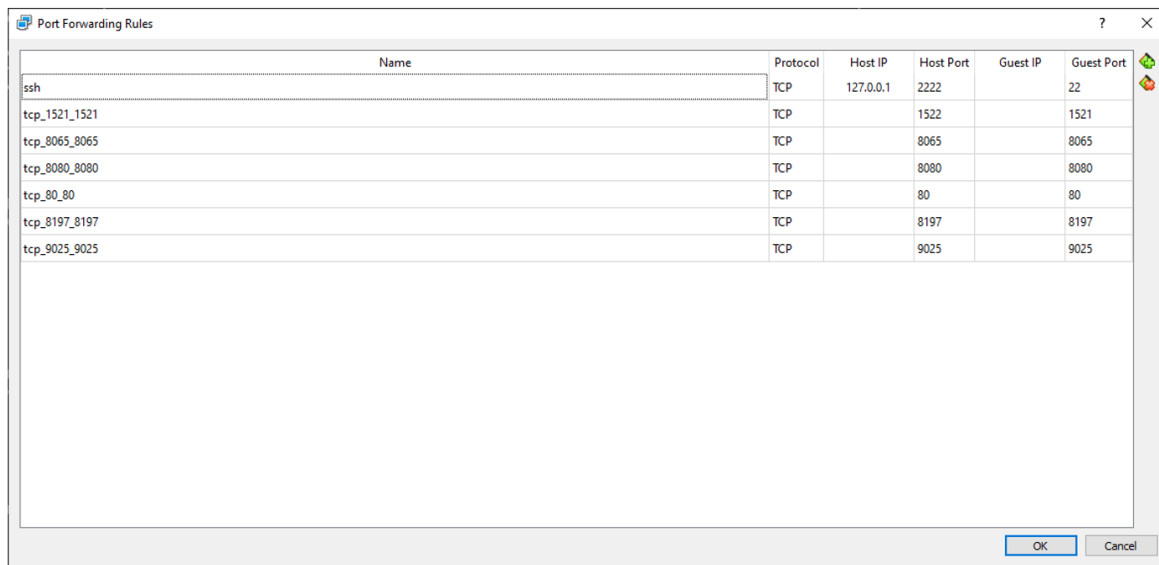 Port Forwarding Rules ?
Name Protocol Host IP Host Port Guest IP Guest Port
ssh TCP 127.0.0.1 2222 22
tcp_1521_1521 TCP 1522 1521
tcp_8065_8065 TCP 8065 8065
tcp_8080_8080 TCP 8080 8080
tcp_80_80 TCP 80 80
tcp_8197_8197 TCP 8197 8197
tcp_9025_9025 TCP 9025 9025
OK Cancel